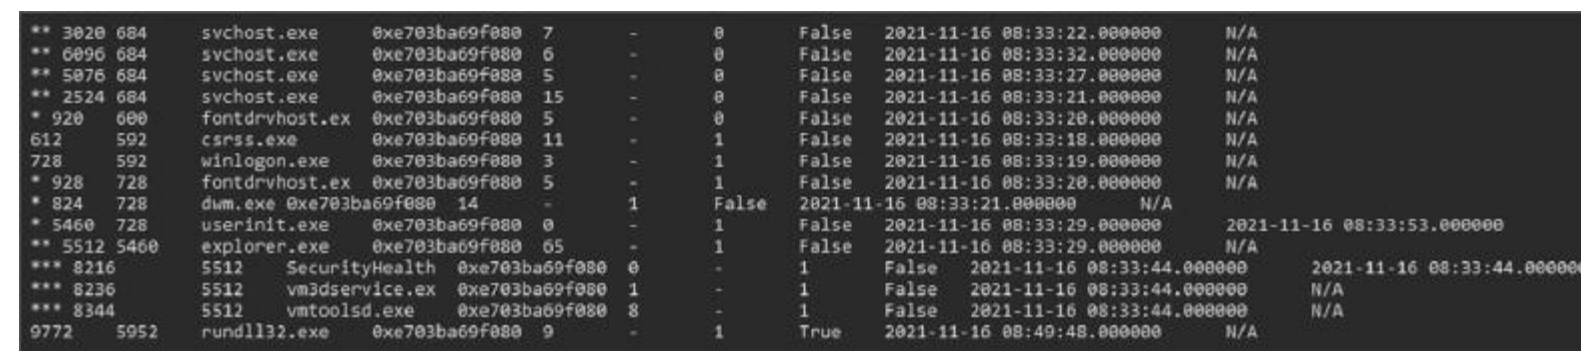 ** 3020 684 svchost.exe 0xe703ba69f080 7 - 0 False 2021-11-16 08:33:22.000000 N/A
** 6096 684 svchost.exe 0xe703ba69f080 6 - 0 False 2021-11-16 08:33:32.000000 N/A
** 5076 684 svchost.exe 0xe703ba69f080 5 - 0 False 2021-11-16 08:33:27.000000 N/A
** 2524 684 svchost.exe 0xe703ba69f080 15 - 0 False 2021-11-16 08:33:21.000000 N/A
* 920 600 fontdrvhost.ex 0xe703ba69f080 5 - 0 False 2021-11-16 08:33:20.000000 N/A
612 592 csrss.exe 0xe703ba69f080 11 - 1 False 2021-11-16 08:33:18.000000 N/A
728 592 winlogon.exe 0xe703ba69f080 3 - 1 False 2021-11-16 08:33:19.000000 N/A
* 928 728 fontdrvhost.ex 0xe703ba69f080 5 - 1 False 2021-11-16 08:33:20.000000 N/A
* 824 728 dwm.exe 0xe703ba69f080 14 - 1 False 2021-11-16 08:33:21.000000 N/A
* 5460 728 userinit.exe 0xe703ba69f080 0 - 1 False 2021-11-16 08:33:29.000000 2021-11-16 08:33:53.000000
** 5512 5460 explorer.exe 0xe703ba69f080 65 - 1 False 2021-11-16 08:33:29.000000 N/A
*** 8216 5512 SecurityHealth 0xe703ba69f080 0 - 1 False 2021-11-16 08:33:44.000000 2021-11-16 08:33:44.000000
*** 8236 5512 vm3dservice.ex 0xe703ba69f080 1 - 1 False 2021-11-16 08:33:44.000000 N/A
*** 8344 5512 vmtoolsd.exe 0xe703ba69f080 8 - 1 False 2021-11-16 08:33:44.000000 N/A
9772 5952 rundll32.exe 0xe703ba69f080 9 - 1 True 2021-11-16 08:49:48.000000 N/A